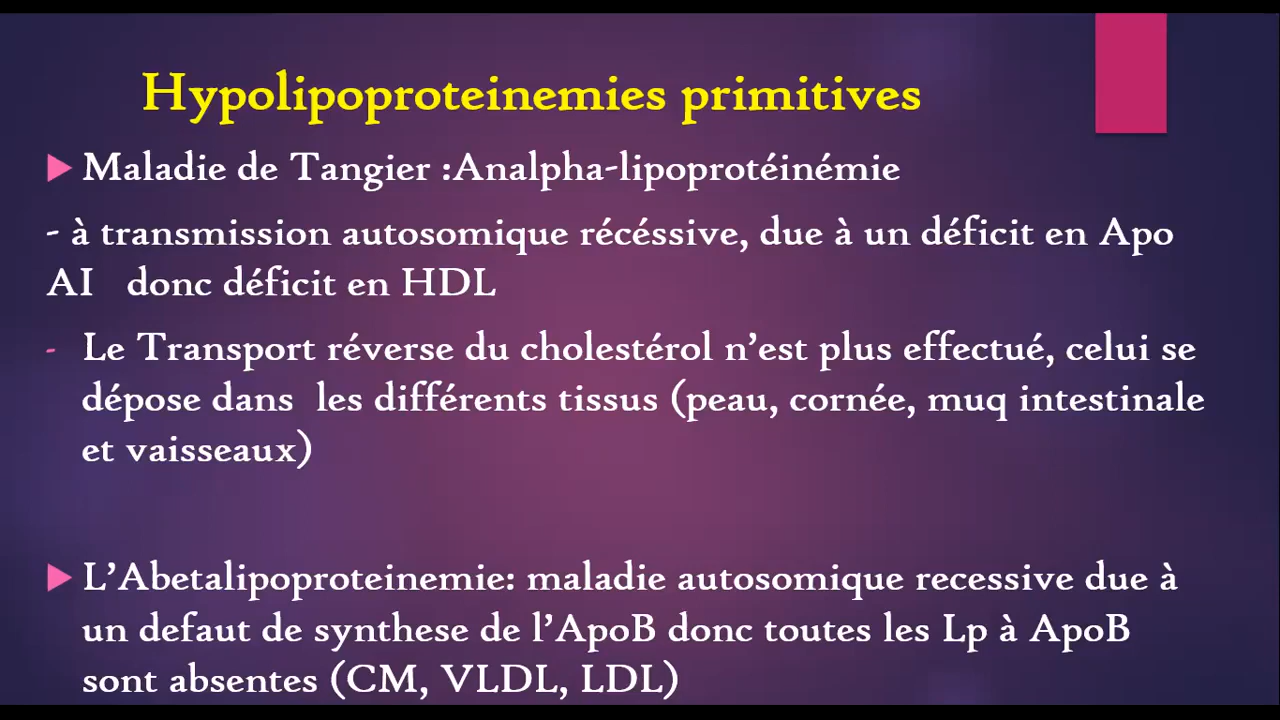 Hypolipoproteinemies primitives
Maladie de Tangier :Analpha-lipoprotéinémie
- à transmission autosomique récéssive, due à un déficit en Apo
AI donc déficit en HDL
- Le Transport réverse du cholestérol n’est plus effectué, celui se
dépose dans les différents tissus (peau, cornée, muq intestinale
et vaisseaux)
L’Abetalipoproteinemie: maladie autosomique recessive due à
un defaut de synthese de l’ApoB donc toutes les Lp à ApoB
sont absentes (CM, VLDL, LDL)